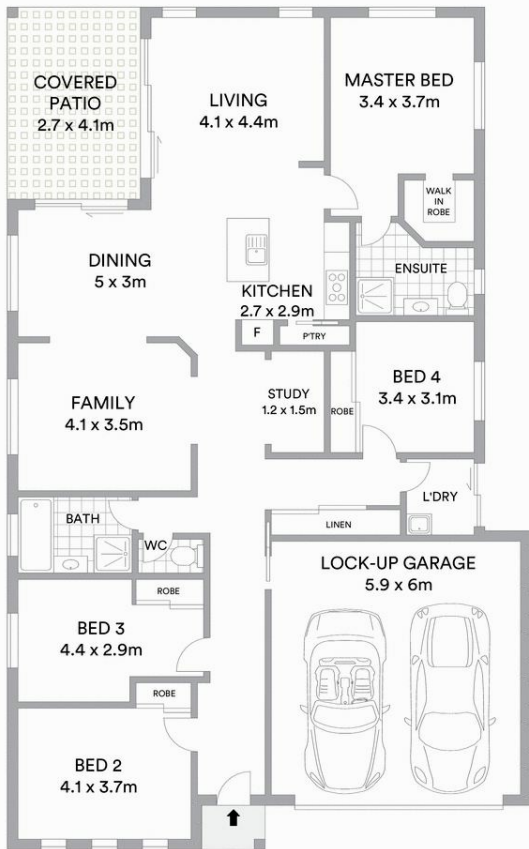 COVERED
PATIO
2.7 x 4.1m
LIVING
4.1 x 4.4m
MASTER BED
3.4 x 3.7m
WALK
IN
ROBE
DINING
5 x 3m
KITCHEN
2.7 x 2.9m
ENSUITE
F
P'TRY
FAMILY
4.1 x 3.5m
STUDY
1.2 x 1.5m
ROBE
BED 4
3.4 x 3.1m
BATH
WC
LINEN
L'DRY
LOCK-UP GARAGE
5.9 x 6m
ROBE
BED 3
4.4 x 2.9m
ROBE
BED 2
4.1 x 3.7m